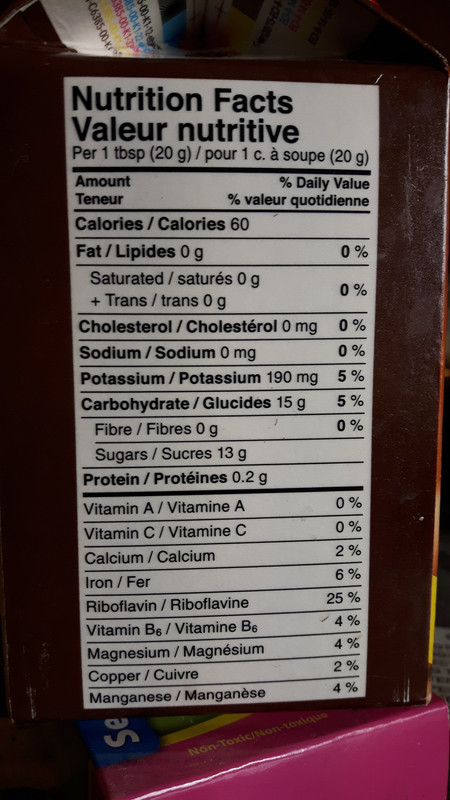 Nutrition Facts
Valeur nutritive
Per 1 tbsp (20 g) / pour 1 c. à soupe (20 g)
Amount % Daily Value
Teneur % valeur quotidienne
Calories / Calories 60
Fat / Lipides 0 g 0 %
Saturated / saturés 0 g
+ Trans / trans 0 g 0 %
Cholesterol / Cholestérol 0 mg 0 %
Sodium / Sodium 0 mg 0 %
Potassium / Potassium 190 mg 5 %
Carbohydrate / Glucides 15 g 5 %
Fibre / Fibres 0 g 0 %
Sugars / Sucres 13 g
Protein / Protéines 0.2 g
Vitamin A / Vitamine A 0 %
Vitamin C / Vitamine C 0 %
Calcium / Calcium 2 %
Iron / Fer 6 %
Riboflavin / Riboflavine 25 %
Vitamin B6 / Vitamine B6 4 %
Magnesium / Magnésium 4 %
Copper / Cuivre 2 %
Manganese / Manganèse 4 %
Se
Non-Toxic/Non-toxique